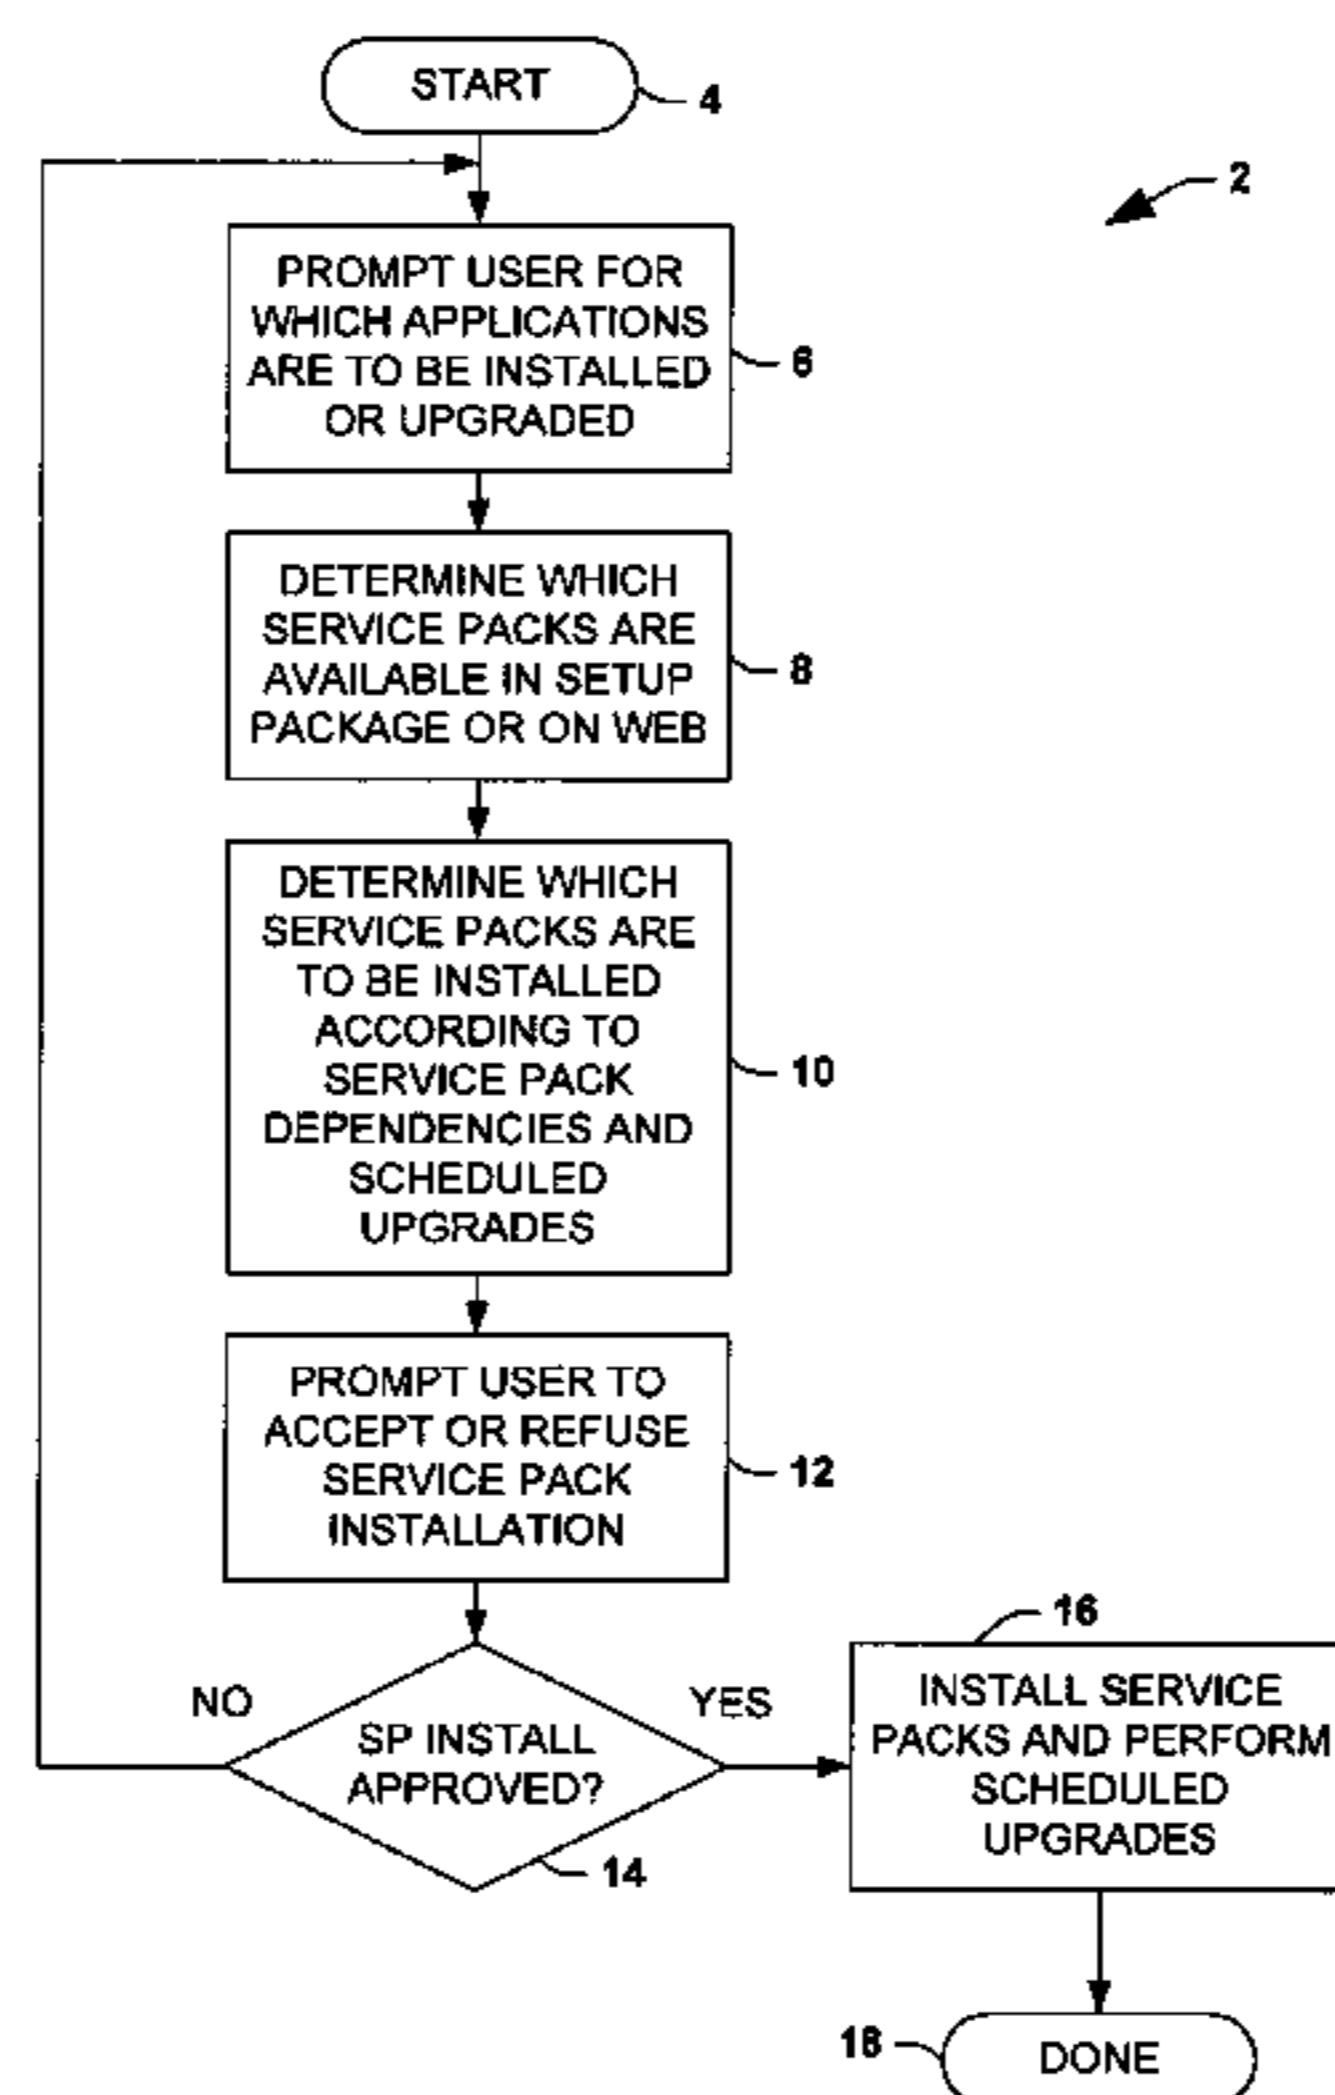 START
4
2
PROMPT USER FOR
WHICH APPLICATIONS
ARE TO BE INSTALLED
OR UPGRADED
6
DETERMINE WHICH
SERVICE PACKS ARE
AVAILABLE IN SETUP
PACKAGE OR ON WEB
8
DETERMINE WHICH
SERVICE PACKS ARE
TO BE INSTALLED
ACCORDING TO
SERVICE PACK
DEPENDENCIES AND
SCHEDULED
UPGRADES
10
PROMPT USER TO
ACCEPT OR REFUSE
SERVICE PACK
INSTALLATION
12
NO
SP INSTALL
APPROVED?
YES
14
16
INSTALL SERVICE
PACKS AND PERFORM
SCHEDULED
UPGRADES
18
DONE